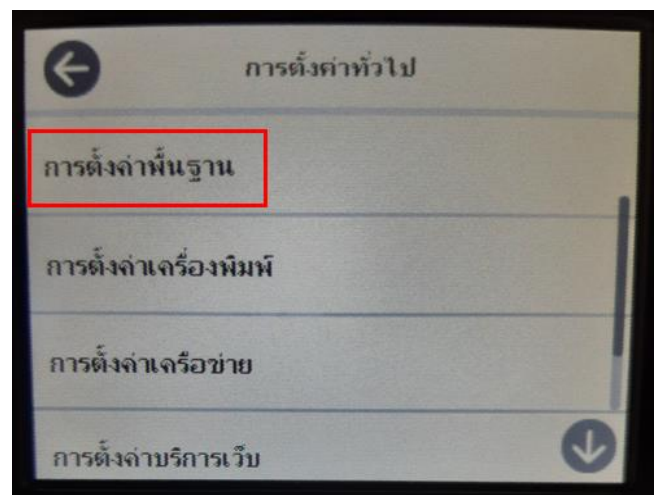 การตั้งค่าทั่วไป
การตั้งค่าพื้นฐาน
การตั้งค่าเครื่องพิมพ์
การตั้งค่าเครือข่าย
การตั้งค่าบริการเว็บ